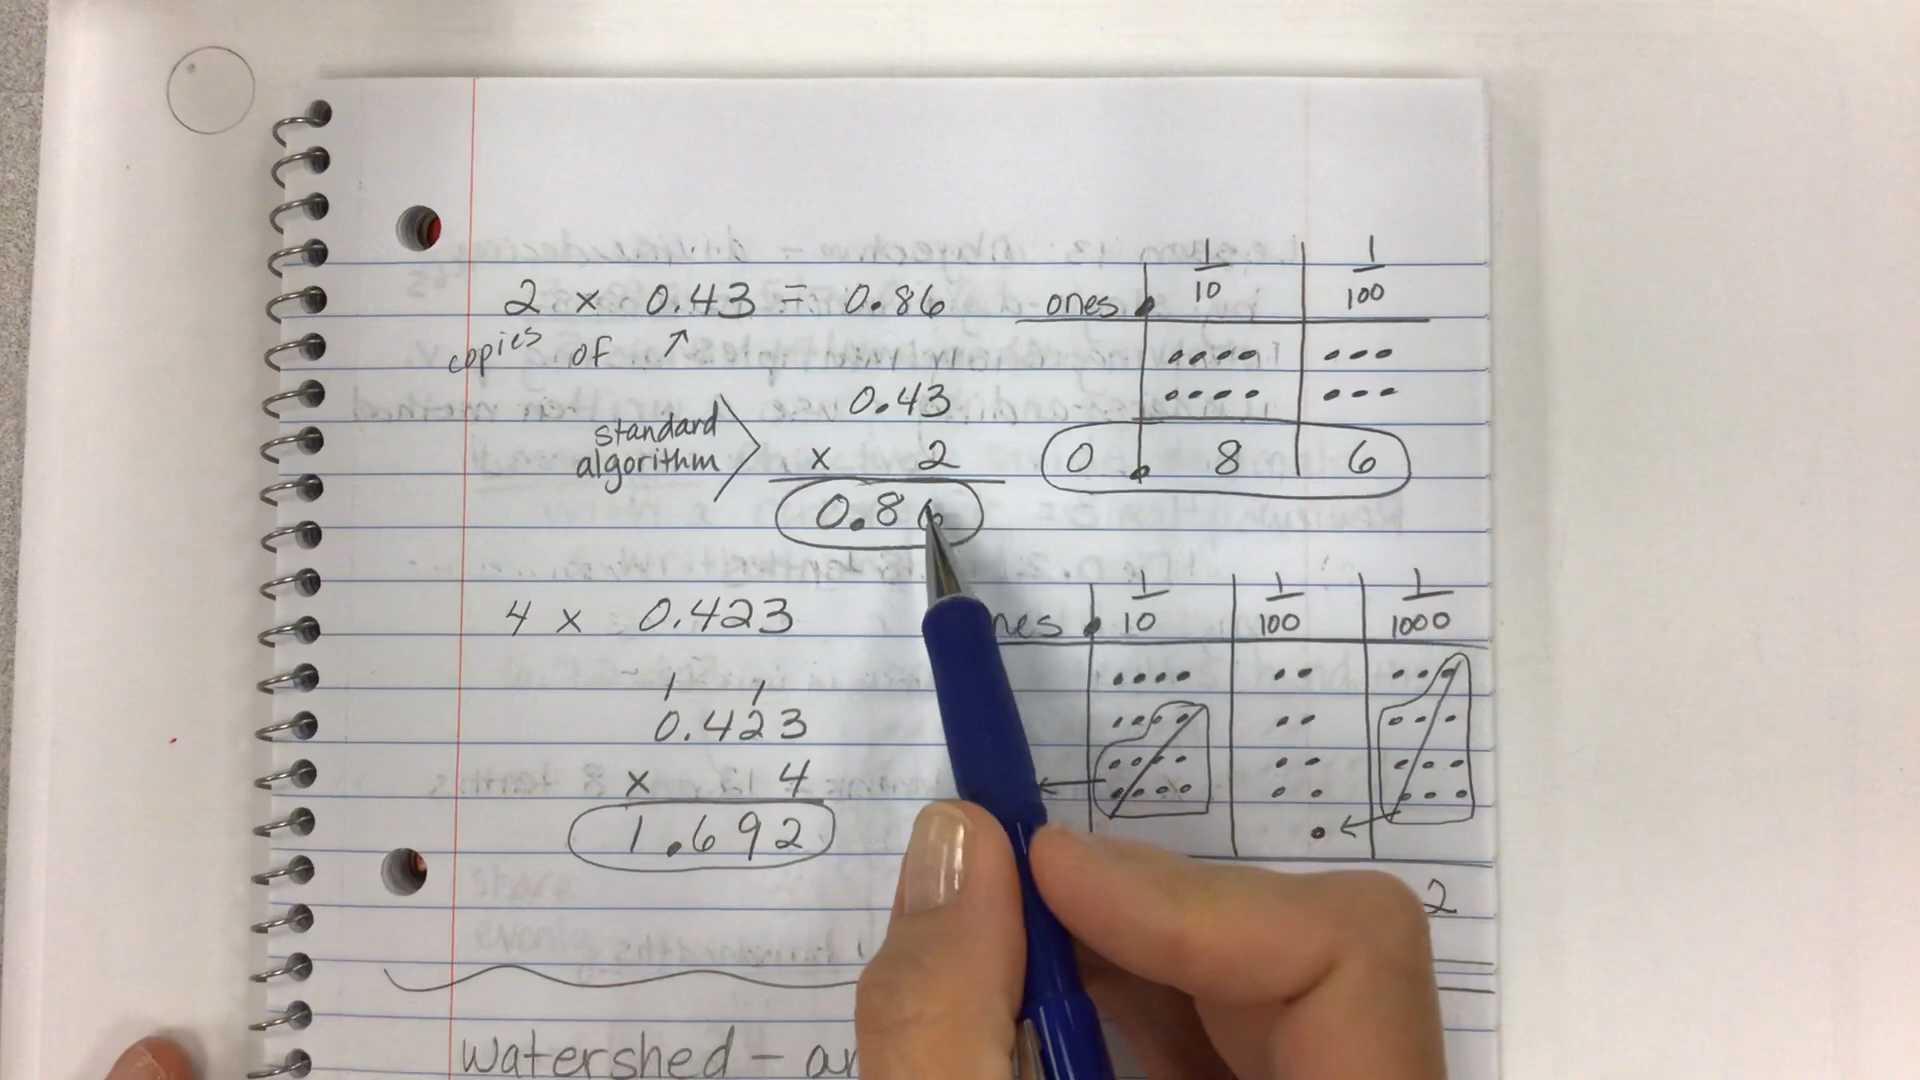 2 x 0.43 = 0.86
copies of ↗
0.43
standard algorithm
x 2
0.86
ones . 1/10 1/100
0 . 8 6
4 x 0.423
1 1
0.423
x 4
1.692
. 1/10 1/100 1/1000
2
watershed -